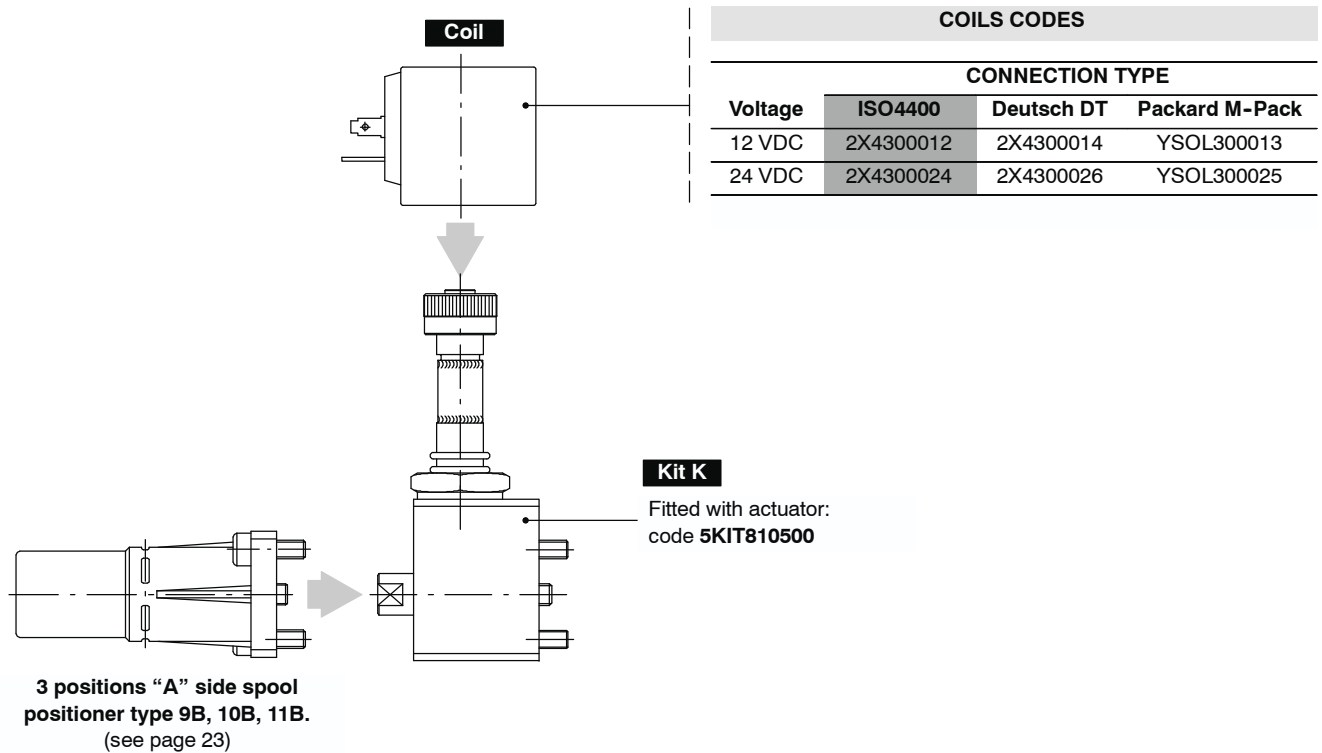 Coil
COILS CODES
CONNECTION TYPE
Voltage ISO4400 Deutsch DT Packard M-Pack
12 VDC 2X4300012 2X4300014 YSOL300013
24 VDC 2X4300024 2X4300026 YSOL300025
Kit K
Fitted with actuator:
code 5KIT810500
3 positions “A” side spool
positioner type 9B, 10B, 11B.
(see page 23)